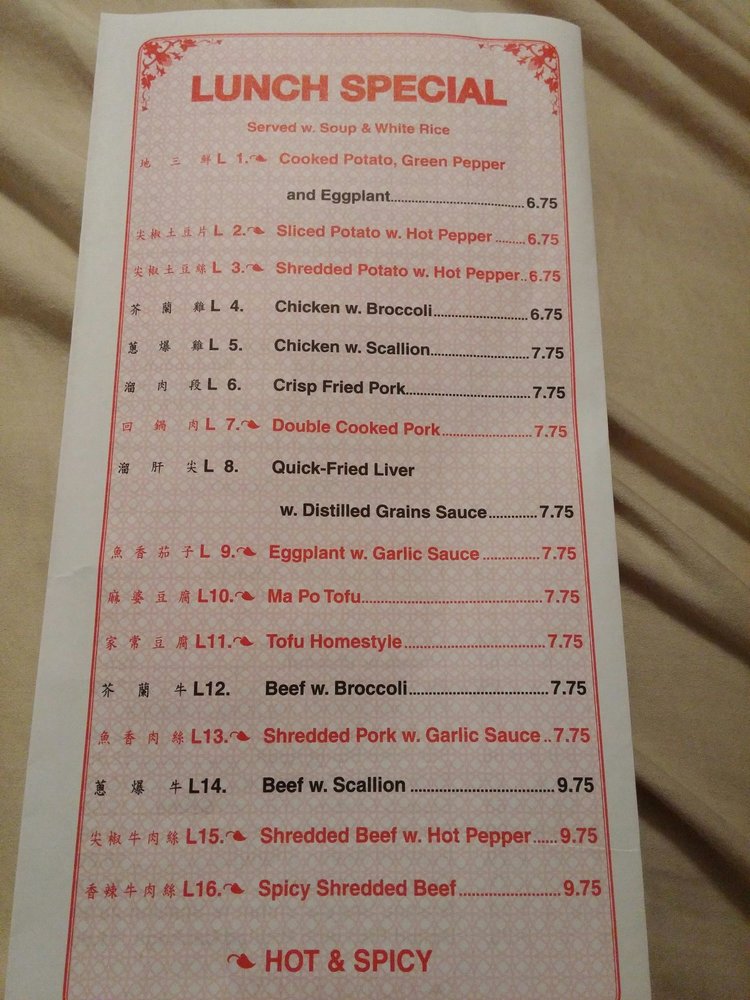 LUNCH SPECIAL
Served w. Soup & White Rice
地三鮮 L 1. Cooked Potato, Green Pepper
and Eggplant........................................6.75
尖椒土豆片 L 2. Sliced Potato w. Hot Pepper ........6.75
尖椒土豆絲 L 3. Shredded Potato w. Hot Pepper..6.75
芥蘭雞 L 4. Chicken w. Broccoli............................6.75
蔥爆雞 L 5. Chicken w. Scallion.............................7.75
溜肉段 L 6. Crisp Fried Pork.....................................7.75
回鍋肉 L 7. Double Cooked Pork..........................7.75
溜肝尖 L 8. Quick-Fried Liver
w. Distilled Grains Sauce.............7.75
魚香茄子 L 9. Eggplant w. Garlic Sauce ...............7.75
麻婆豆腐 L10. Ma Po Tofu..........................................7.75
家常豆腐 L11. Tofu Homestyle.................................7.75
芥蘭牛 L12. Beef w. Broccoli.................................7.75
魚香肉絲 L13. Shredded Pork w. Garlic Sauce ..7.75
蔥爆牛 L14. Beef w. Scallion .................................9.75
尖椒牛肉絲 L15. Shredded Beef w. Hot Pepper......9.75
香辣牛肉絲 L16. Spicy Shredded Beef.......................9.75
HOT & SPICY